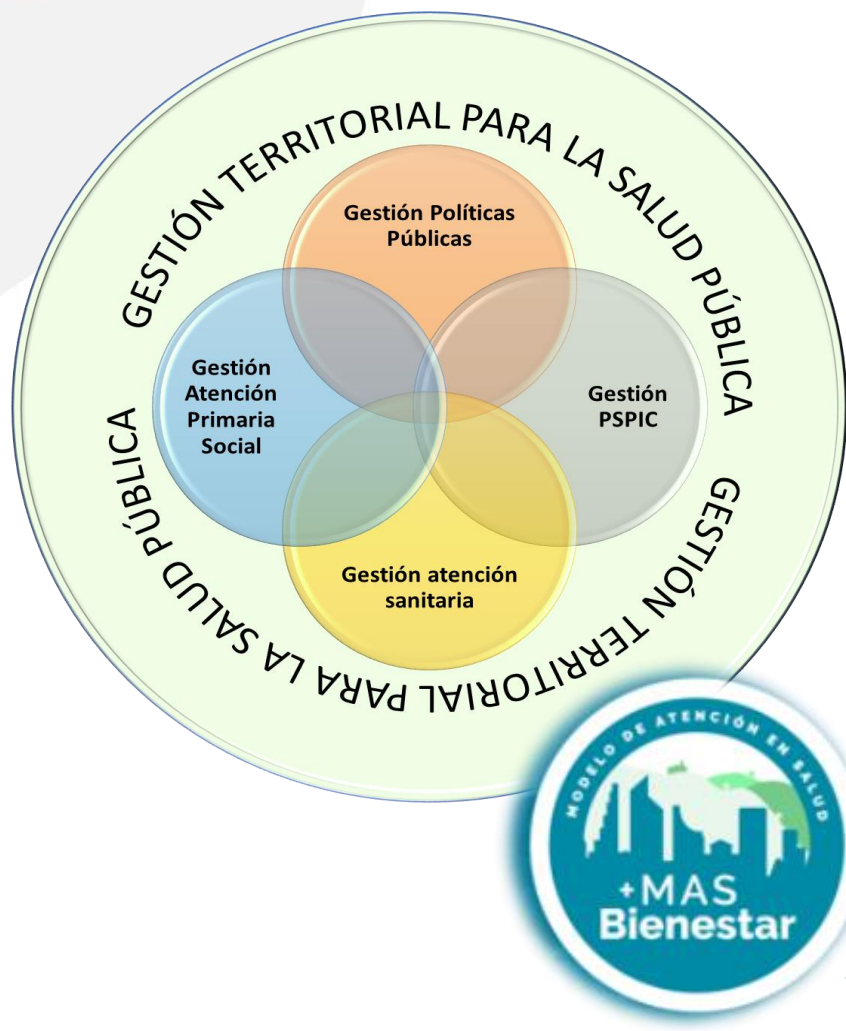 GESTIÓN TERRITORIAL PARA LA SALUD PÚBLICA
Gestión Políticas
Públicas
Gestión
Atención
Primaria
Social
Gestión
PSPIC
Gestión atención
sanitaria
GESTIÓN TERRITORIAL PARA LA SALUD PÚBLICA
MODELO DE ATENCIÓN EN SALUD
+MAS
Bienestar